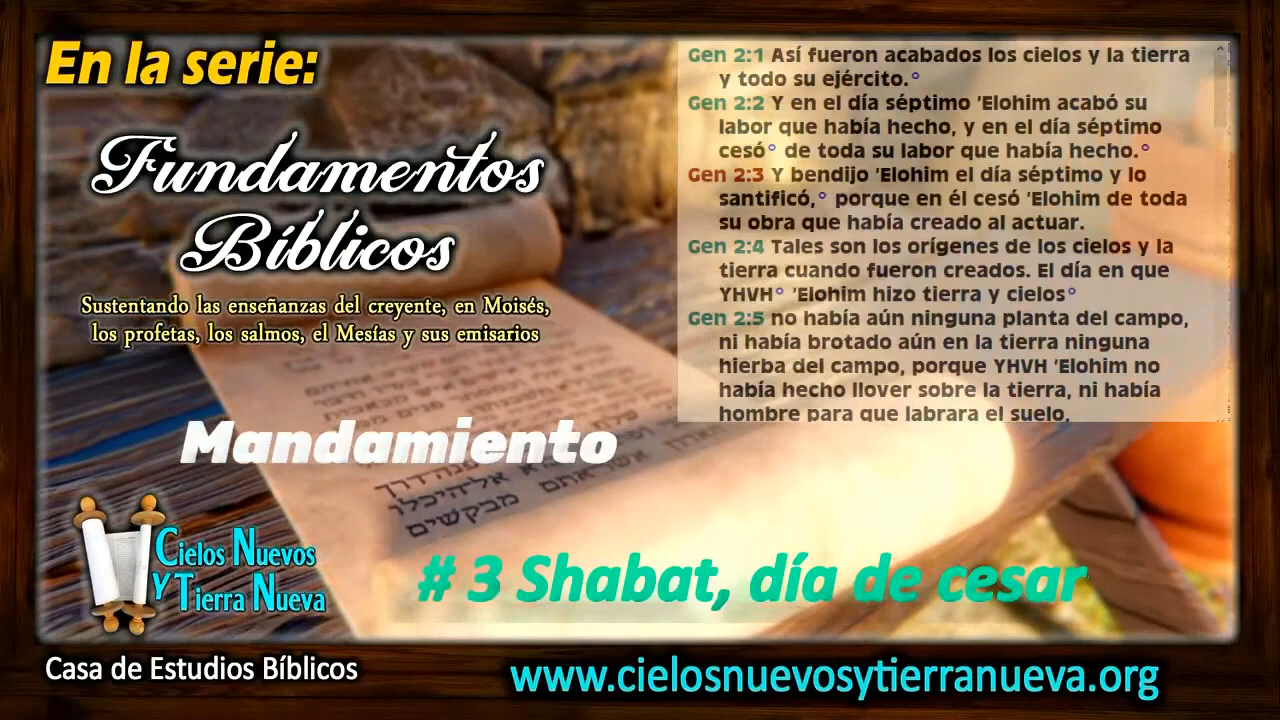 En la serie:
Fundamentos
Bíblicos
Sustentando las enseñanzas del creyente, en Moisés,
los profetas, los salmos, el Mesías y sus emisarios
Gen 2:1 Así fueron acabados los cielos y la tierra
y todo su ejército.°
Gen 2:2 Y en el día séptimo 'Elohim acabó su
labor que había hecho, y en el día séptimo
cesó° de toda su labor que había hecho.°
Gen 2:3 Y bendijo 'Elohim el día séptimo y lo
santificó,° porque en él cesó 'Elohim de toda
su obra que había creado al actuar.
Gen 2:4 Tales son los orígenes de los cielos y la
tierra cuando fueron creados. El día en que
YHVH° 'Elohim hizo tierra y cielos°
Gen 2:5 no había aún ninguna planta del campo,
ni había brotado aún en la tierra ninguna
hierba del campo, porque YHVH 'Elohim no
había hecho llover sobre la tierra, ni había
hombre para que labrara el suelo,
Mandamiento
אשר אתם מבקשים
Cielos Nuevos
Y Tierra Nueva
# 3 Shabat, día de cesar
Casa de Estudios Bíblicos
www.cielosnuevosytierranueva.org